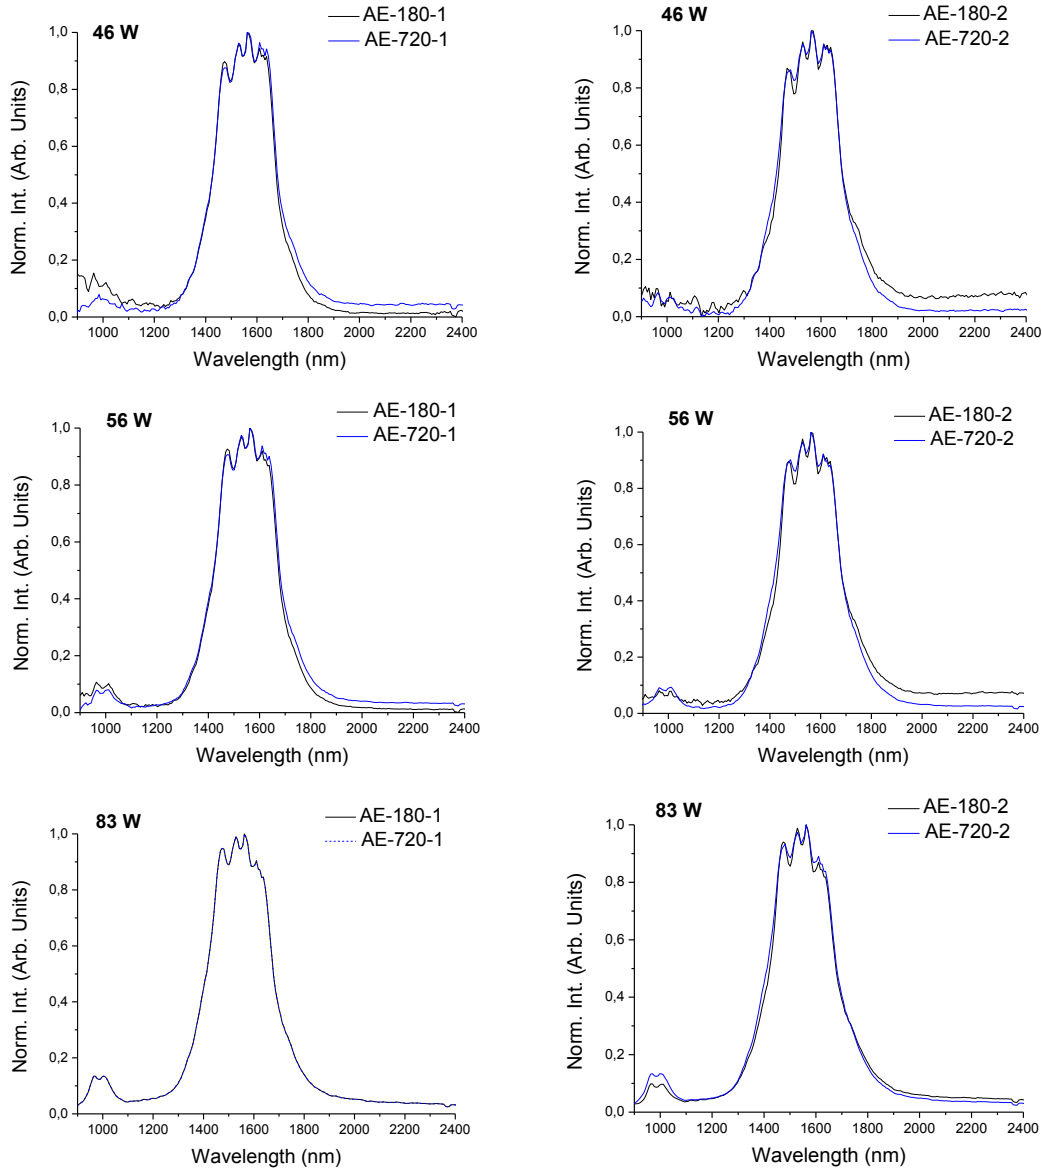 46 W
AE-180-1
AE-720-1
Norm. Int. (Arb. Units)
1,0
0,8
0,6
0,4
0,2
0,0
1000 1200 1400 1600 1800 2000 2200 2400
Wavelength (nm)
46 W
AE-180-2
AE-720-2
Norm. Int. (Arb. Units)
1,0
0,8
0,6
0,4
0,2
0,0
1000 1200 1400 1600 1800 2000 2200 2400
Wavelength (nm)
56 W
AE-180-1
AE-720-1
Norm. Int. (Arb. Units)
1,0
0,8
0,6
0,4
0,2
0,0
1000 1200 1400 1600 1800 2000 2200 2400
Wavelength (nm)
56 W
AE-180-2
AE-720-2
Norm. Int. (Arb. Units)
1,0
0,8
0,6
0,4
0,2
0,0
1000 1200 1400 1600 1800 2000 2200 2400
Wavelength (nm)
83 W
AE-180-1
AE-720-1
Norm. Int. (Arb. Units)
1,0
0,8
0,6
0,4
0,2
0,0
1000 1200 1400 1600 1800 2000 2200 2400
Wavelength (nm)
83 W
AE-180-2
AE-720-2
Norm. Int. (Arb. Units)
1,0
0,8
0,6
0,4
0,2
0,0
1000 1200 1400 1600 1800 2000 2200 2400
Wavelength (nm)